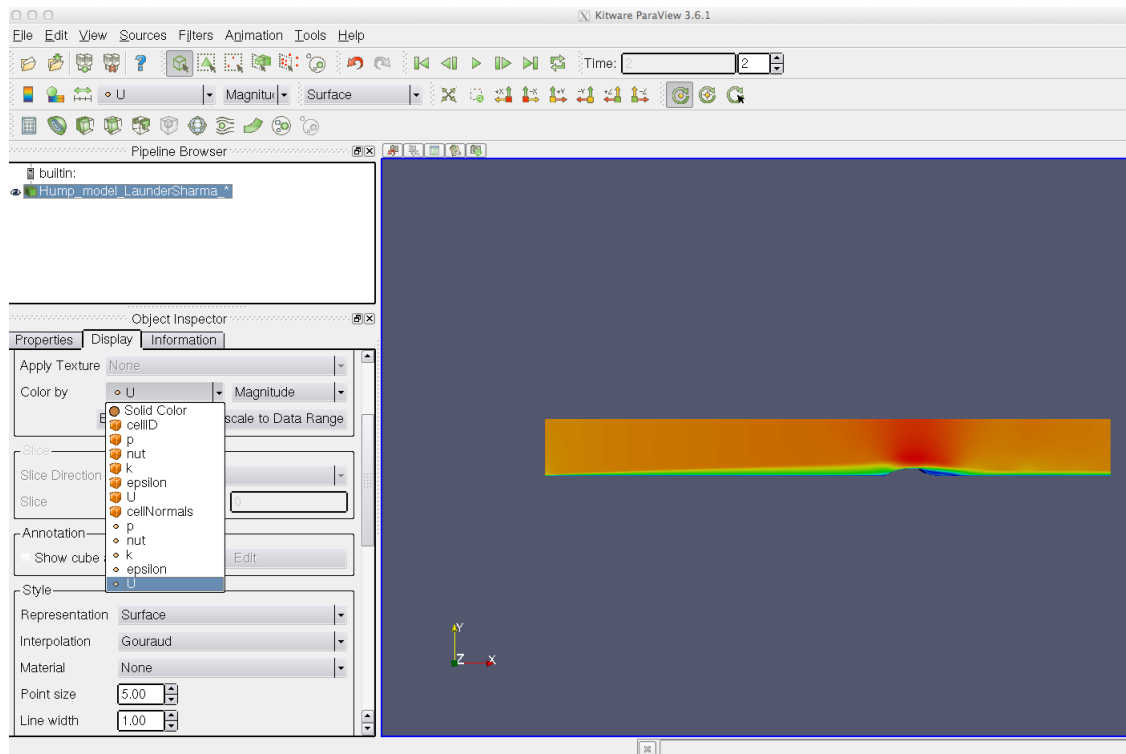 Kitware ParaView 3.6.1
File Edit View Sources Filters Animation Tools Help
Time: 2 2
U Magnitu Surface
Pipeline Browser
builtin:
Hump_model_LaunderSharma_*
Object Inspector
Properties Display Information
Apply Texture None
Color by U Magnitude
E scale to Data Range
Solid Color
cellID
p
nut
k
epsilon
U
cellNormals
p
nut
k
epsilon
U
Slice
Slice Direction
Slice 0
Annotation
Show cube Edit
Style
Representation Surface
Interpolation Gouraud
Material None
Point size 5.00
Line width 1.00
Y
Z X